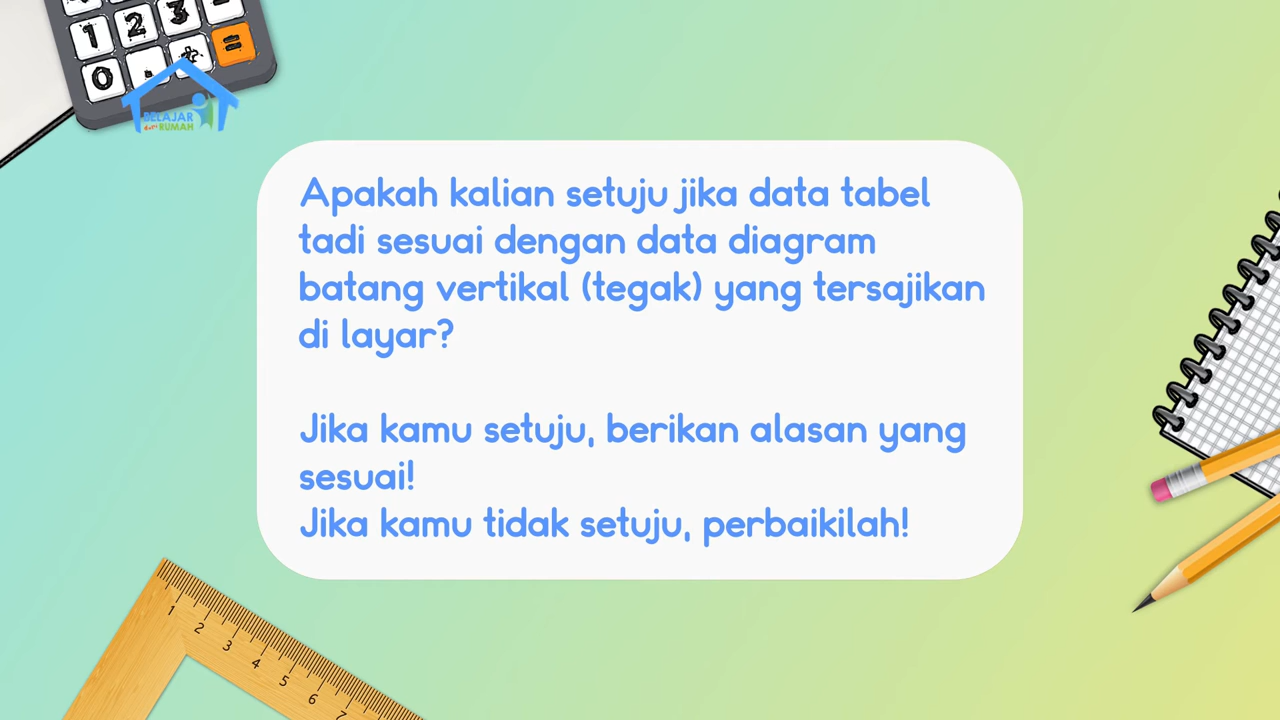 1 2 3
0 . ÷ =
BELAJAR
dari RUMAH
Apakah kalian setuju jika data tabel
tadi sesuai dengan data diagram
batang vertikal (tegak) yang tersajikan
di layar?
Jika kamu setuju, berikan alasan yang
sesuai!
Jika kamu tidak setuju, perbaikilah!
1 2 3 4 5 6 7